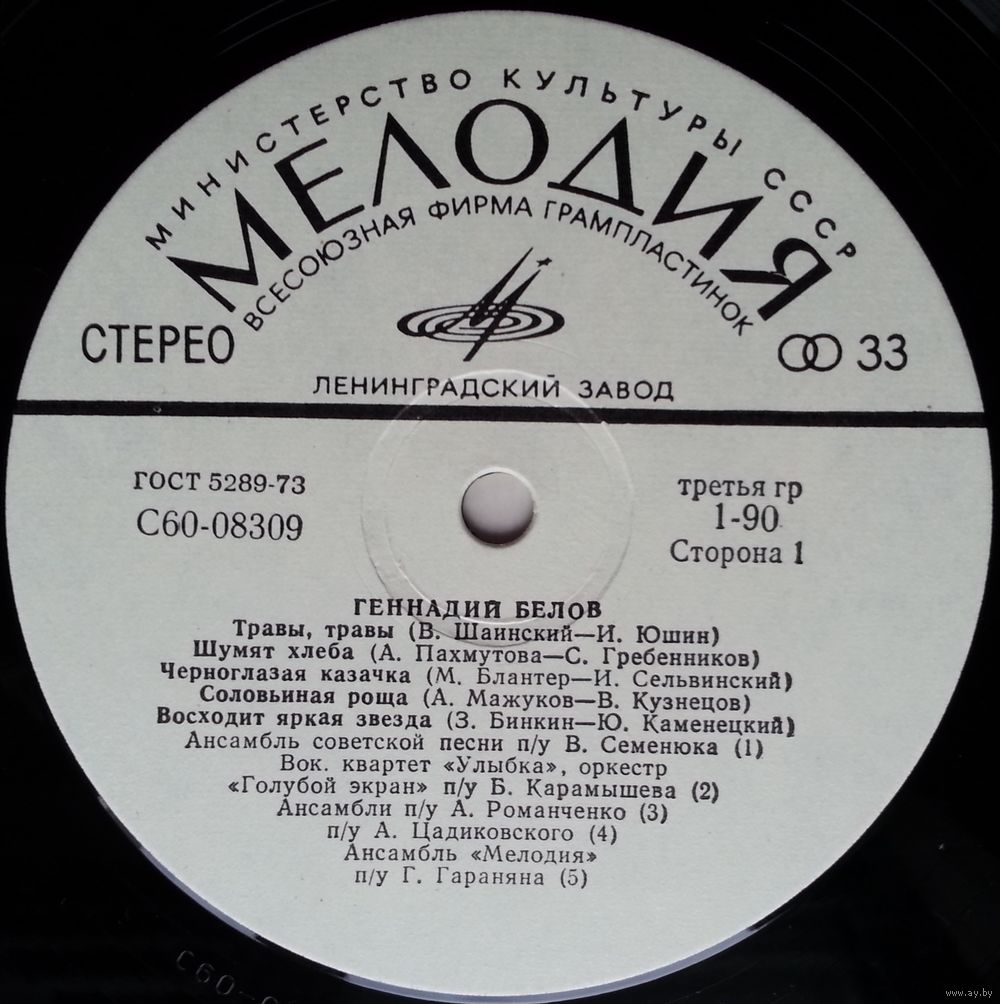 МИНИСТЕРСТВО КУЛЬТУРЫ СССР
МЕЛОДИЯ
ВСЕСОЮЗНАЯ ФИРМА ГРАМПЛАСТИНОК
СТЕРЕО
33
ЛЕНИНГРАДСКИЙ ЗАВОД
ГОСТ 5289-73
С60-08309
третья гр
1-90
Сторона 1
ГЕННАДИЙ БЕЛОВ
Травы, травы (В. Шаинский—И. Юшин)
Шумят хлеба (А. Пахмутова—С. Гребенников)
Черноглазая казачка (М. Блантер—И. Сельвинский)
Соловьиная роща (А. Мажуков—В. Кузнецов)
Восходит яркая звезда (З. Бинкин—Ю. Каменецкий)
Ансамбль советской песни п/у В. Семенюка (1)
Вок. квартет «Улыбка», оркестр
«Голубой экран» п/у Б. Карамышева (2)
Ансамбли п/у А. Романченко (3)
п/у А. Цадиковского (4)
Ансамбль «Мелодия»
п/у Г. Гараняна (5)
www.ay.by